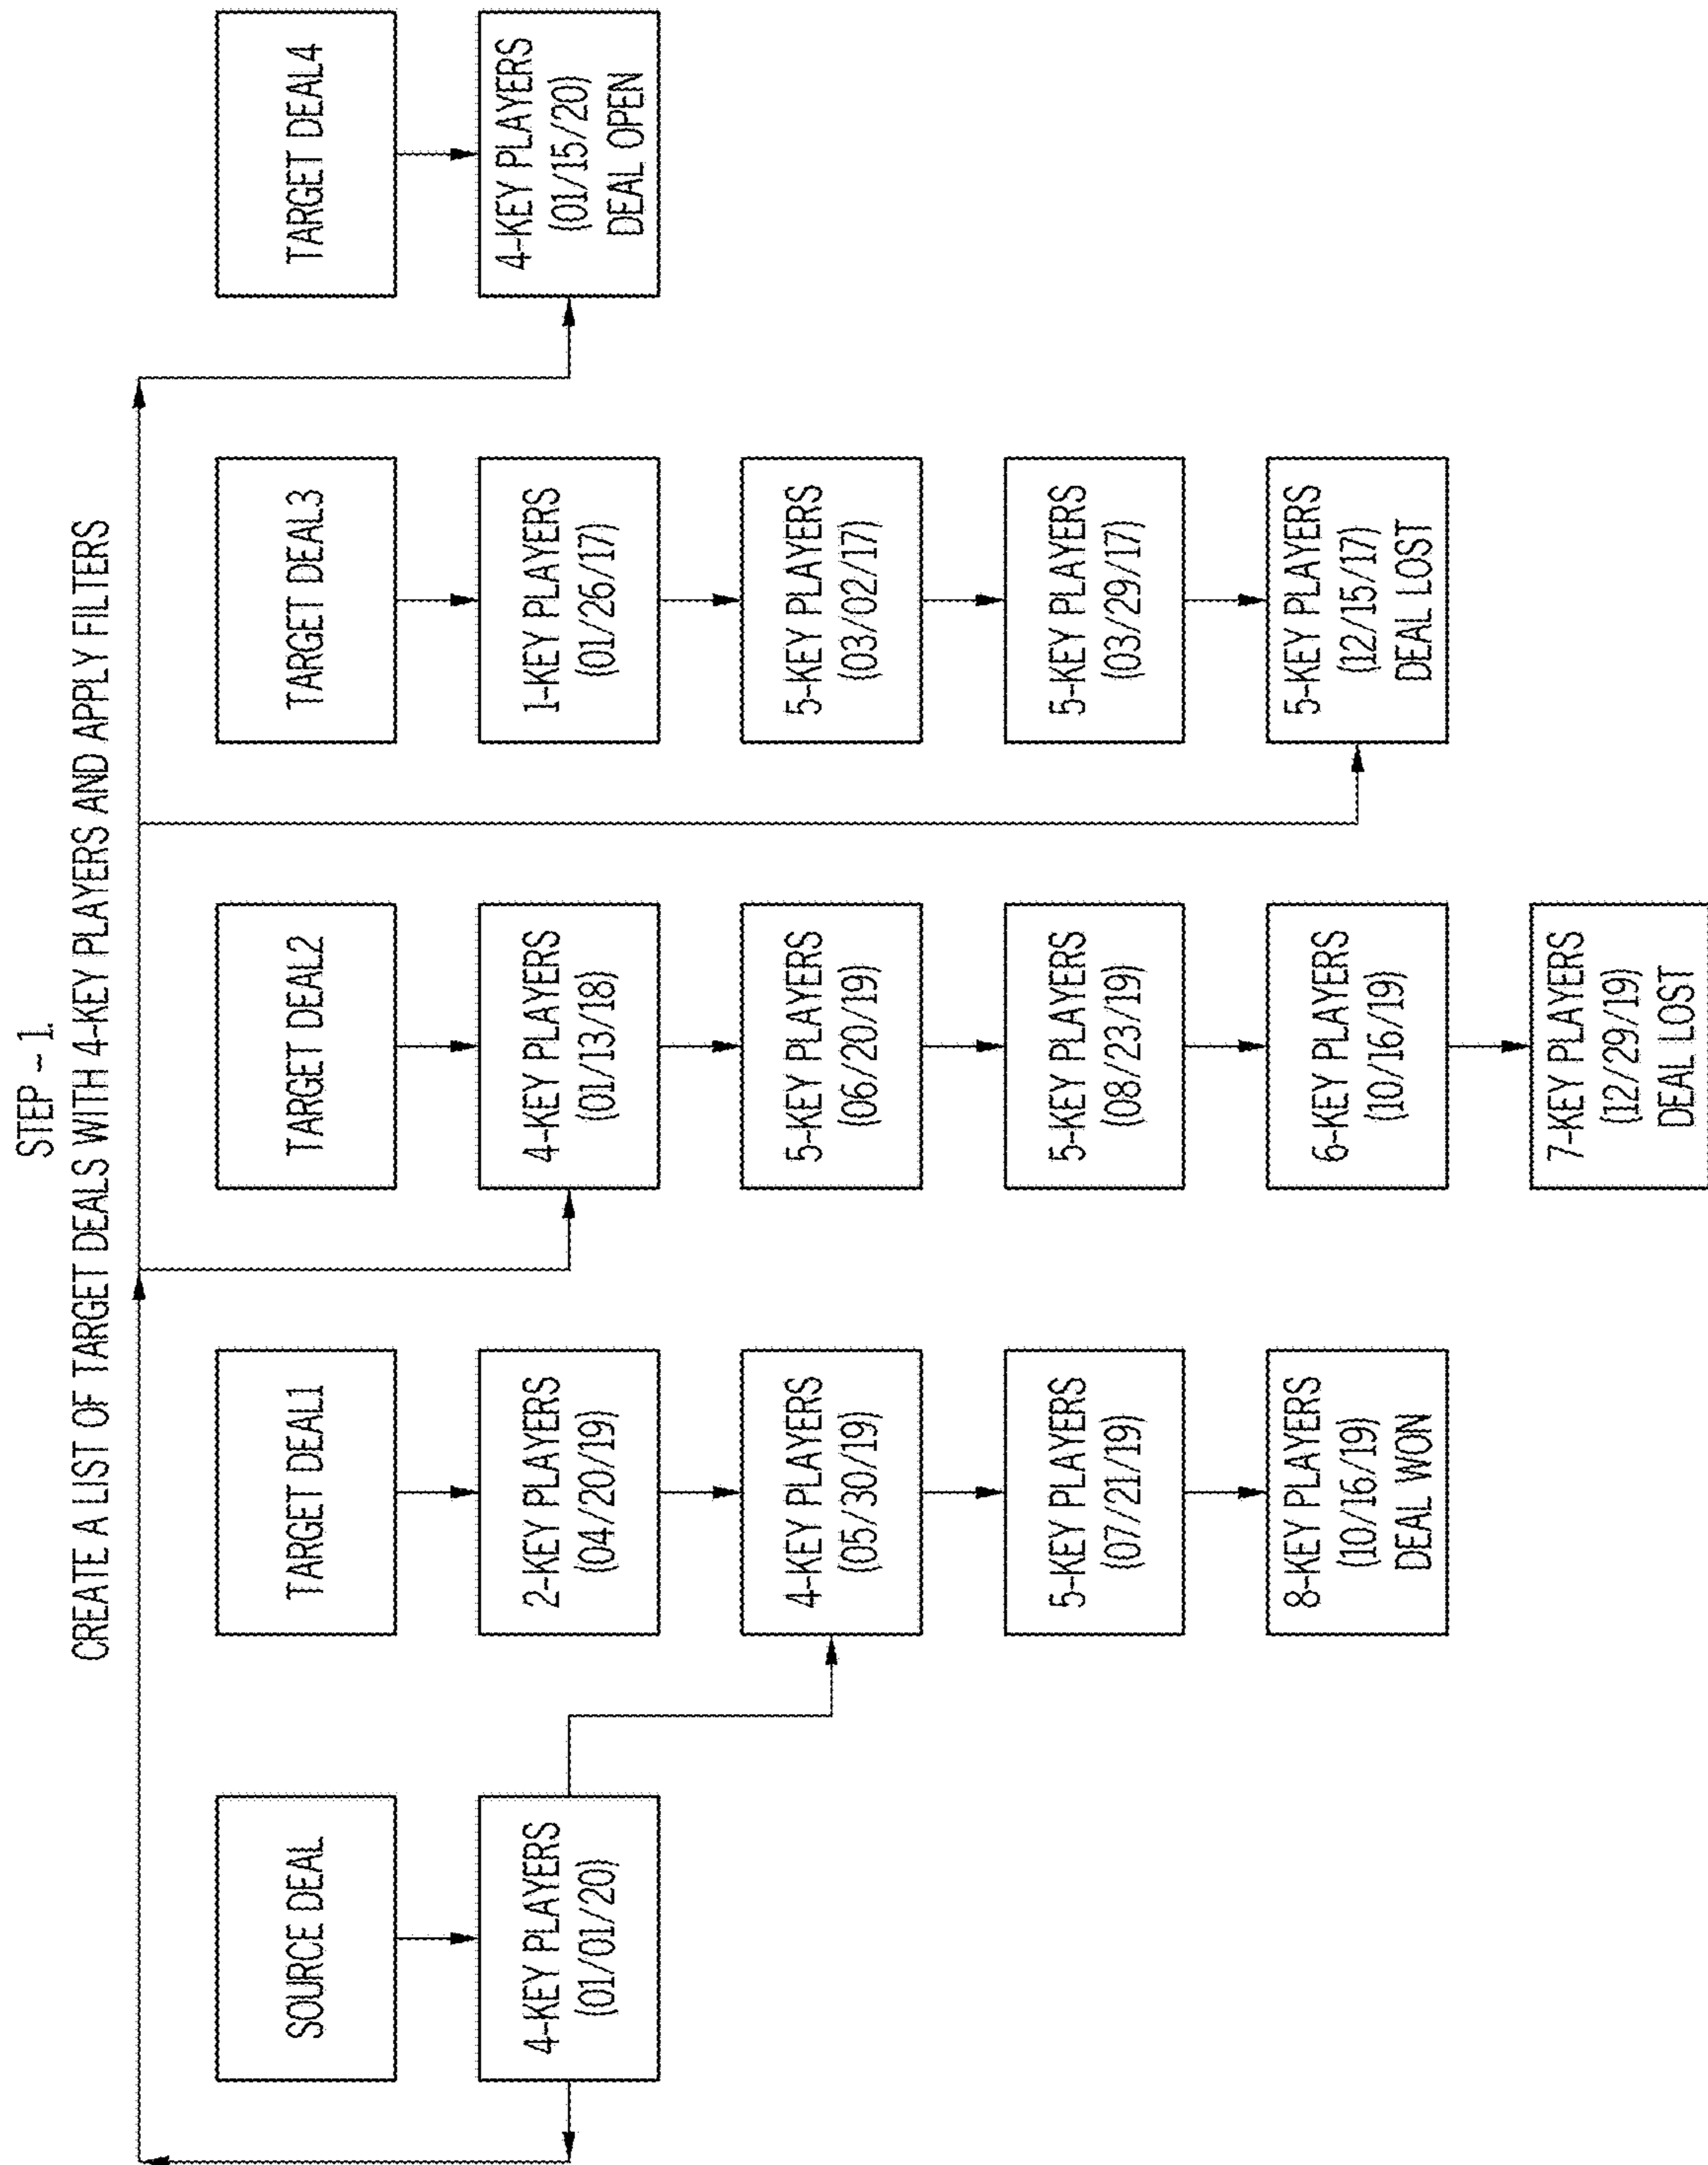 STEP - 1
CREATE A LIST OF TARGET DEALS WITH 4-KEY PLAYERS AND APPLY FILTERS
SOURCE DEAL
4-KEY PLAYERS
(01/01/20)
TARGET DEAL1
2-KEY PLAYERS
(04/20/19)
4-KEY PLAYERS
(05/30/19)
5-KEY PLAYERS
(07/21/19)
8-KEY PLAYERS
(10/16/19)
DEAL WON
TARGET DEAL2
4-KEY PLAYERS
(01/13/18)
5-KEY PLAYERS
(06/20/19)
5-KEY PLAYERS
(08/23/19)
6-KEY PLAYERS
(10/16/19)
7-KEY PLAYERS
(12/29/19)
DEAL LOST
TARGET DEAL3
1-KEY PLAYERS
(01/26/17)
5-KEY PLAYERS
(03/02/17)
5-KEY PLAYERS
(03/29/17)
5-KEY PLAYERS
(12/15/17)
DEAL LOST
TARGET DEAL4
4-KEY PLAYERS
(01/15/20)
DEAL OPEN